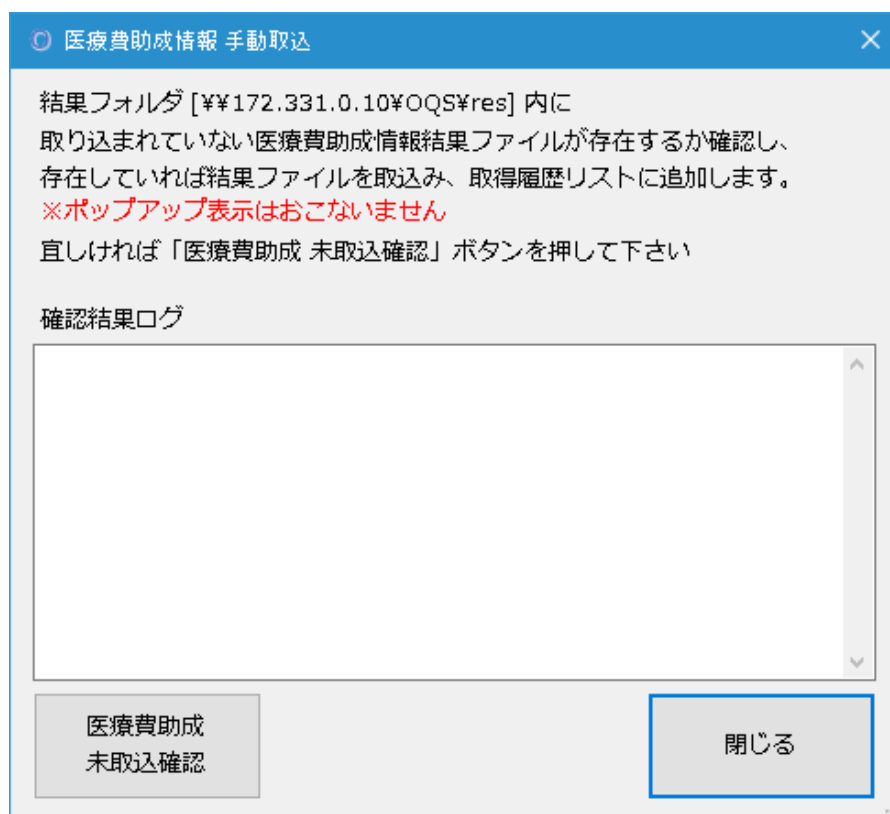 医療費助成情報 手動取込
結果フォルダ [¥¥172.331.0.10¥OQS¥res] 内に
取り込まれていない医療費助成情報結果ファイルが存在するか確認し、
存在していれば結果ファイルを取込み、取得履歴リストに追加します。
※ポップアップ表示はおこないません
宜しければ「医療費助成 未取込確認」ボタンを押して下さい
確認結果ログ
医療費助成
未取込確認
閉じる